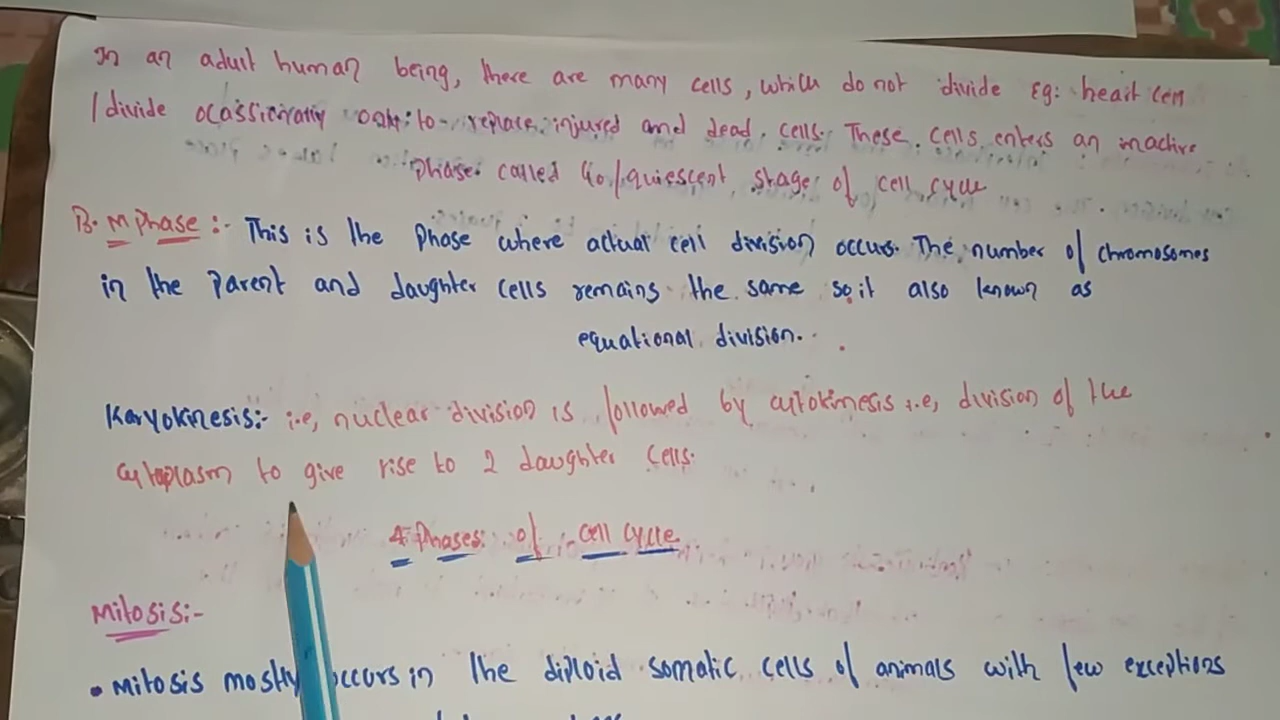 In an adult human being, there are many cells, which do not divide Eg: heart cell
/divide ocassionally only to replace injured and dead cells. These cells enters an inactive
phase called G0/quiescent stage of cell cycle
B. M Phase :- This is the Phase where actual cell division occurs. The number of chromosomes
in the Parent and daughter cells remains the same so it also known as
equational division.
Karyokinesis:- i.e, nuclear division is followed by cytokinesis i.e, division of the
cytoplasm to give rise to 2 daughter cells.
4 Phases of cell cycle
Mitosis:-
• Mitosis mostly occurs in the diploid somatic cells of animals with few exceptions